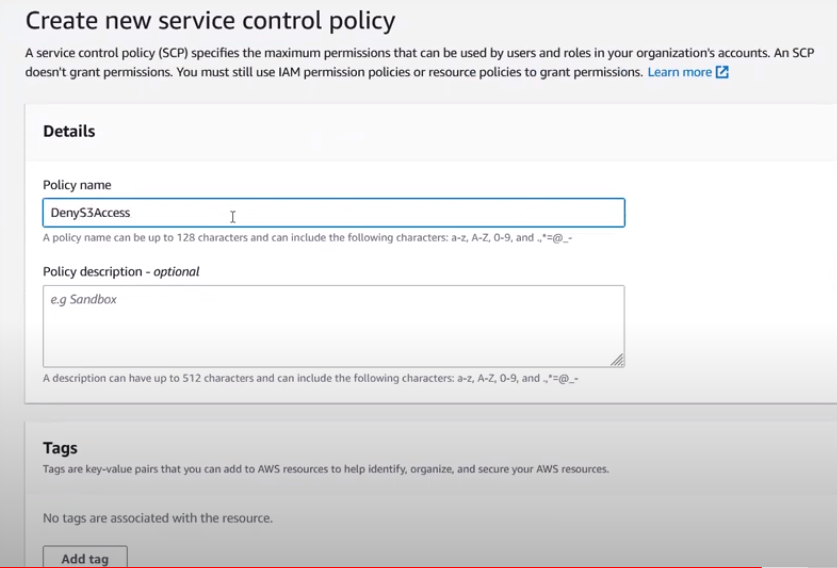 Create new service control policy
A service control policy (SCP) specifies the maximum permissions that can be used by users and roles in your organization's accounts. An SCP
doesn't grant permissions. You must still use IAM permission policies or resource policies to grant permissions. Learn more
Details
Policy name
DenyS3Access
A policy name can be up to 128 characters and can include the following characters: a-z, A-Z, 0-9, and .,*=@_-
Policy description - optional
e.g Sandbox
A description can have up to 512 characters and can include the following characters: a-z, A-Z, 0-9, and .,*=@_-
Tags
Tags are key-value pairs that you can add to AWS resources to help identify, organize, and secure your AWS resources.
No tags are associated with the resource.
Add tag